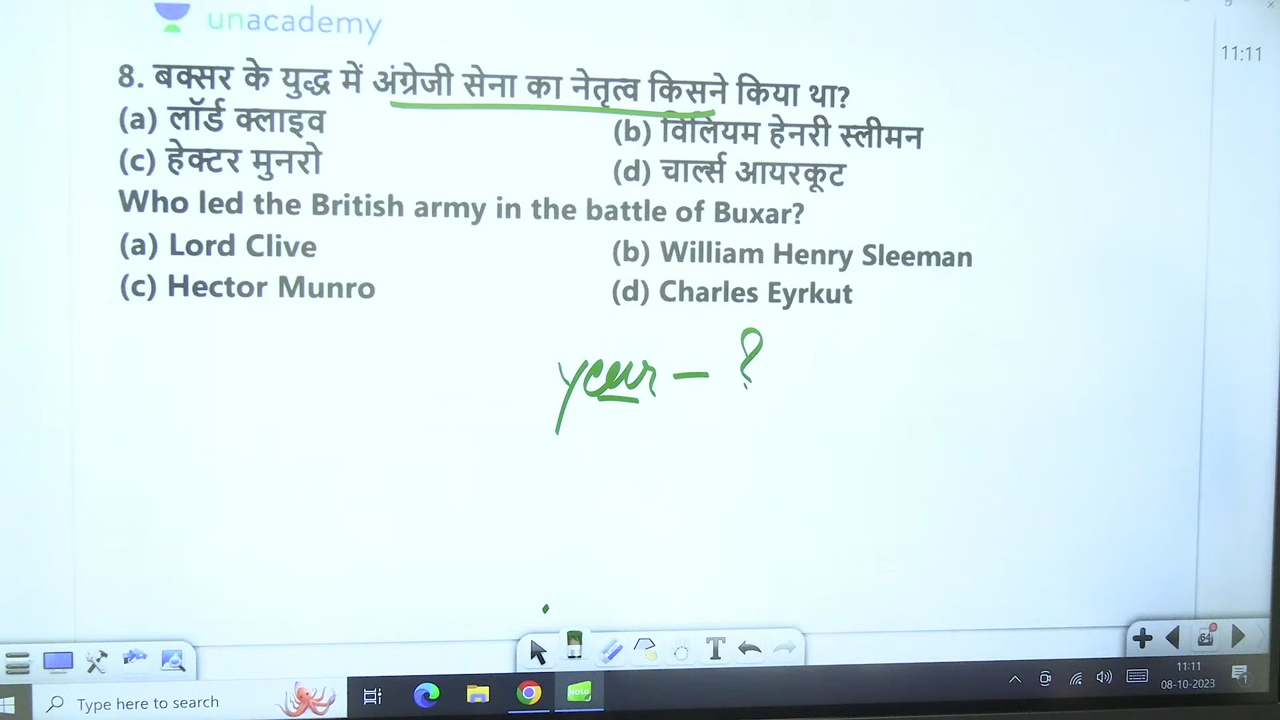 unacademy
11:11
8. बक्सर के युद्ध में अंग्रेजी सेना का नेतृत्व किसने किया था?
(a) लॉर्ड क्लाइव (b) विलियम हेनरी स्लीमन
(c) हेक्टर मुनरो (d) चार्ल्स आयरकूट
Who led the British army in the battle of Buxar?
(a) Lord Clive (b) William Henry Sleeman
(c) Hector Munro (d) Charles Eyrkut
year - ?
T
64
Type here to search
11:11
08-10-2023